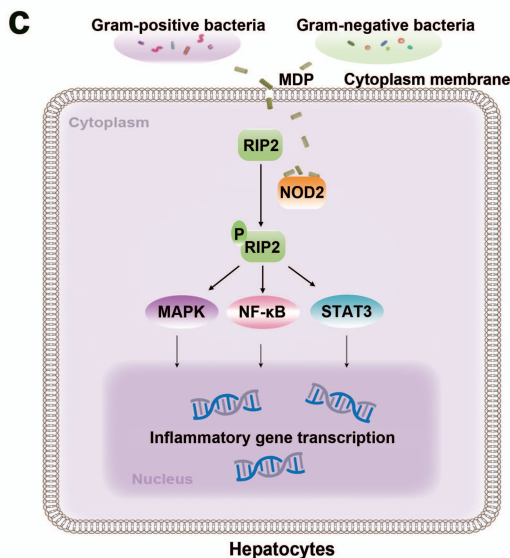 C
Gram-positive bacteria
Gram-negative bacteria
MDP
Cytoplasm membrane
Cytoplasm
RIP2
NOD2
P
RIP2
MAPK
NF-κB
STAT3
Inflammatory gene transcription
Nucleus
Hepatocytes